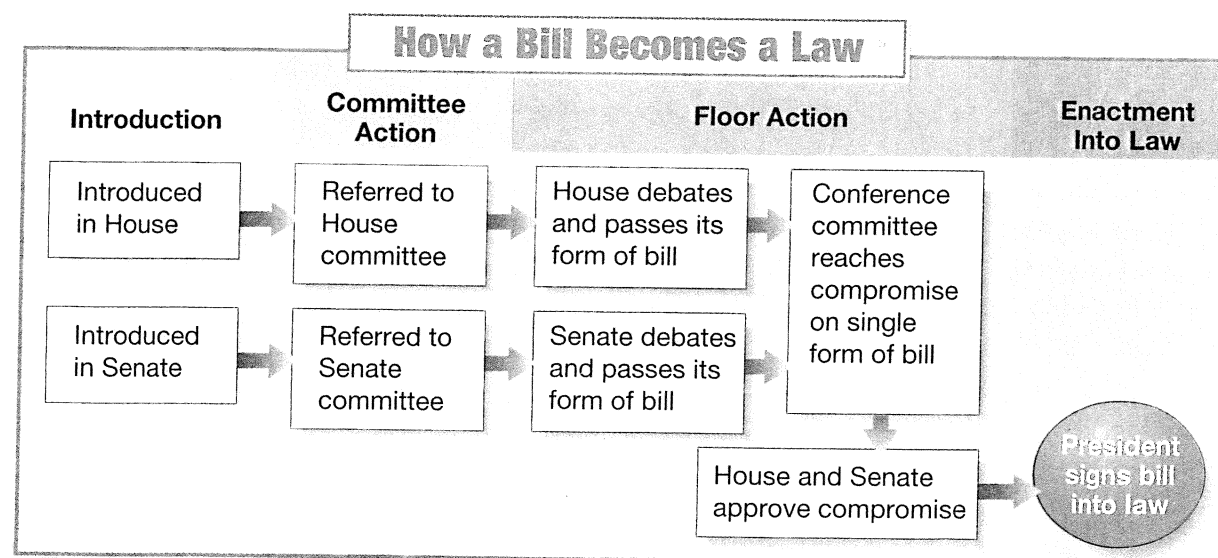 How a Bill Becomes a Law
Introduction
Committee
Action
Floor Action
Enactment
Into Law
Introduced
in House
Referred to
House
committee
House debates
and passes its
form of bill
Conference
committee
reaches
compromise
on single
form of bill
Introduced
in Senate
Referred to
Senate
committee
Senate debates
and passes its
form of bill
House and Senate
approve compromise
President
signs bill
into law